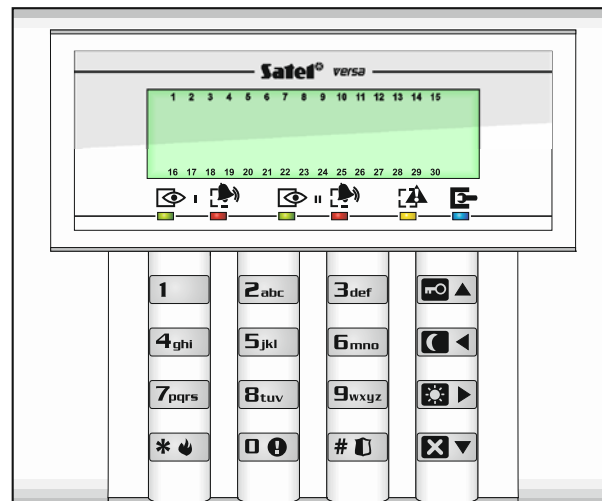 Satel versa
1 2 3 4 5 6 7 8 9 10 11 12 13 14 15
16 17 18 19 20 21 22 23 24 25 26 27 28 29 30
I II
1 2abc 3def
4ghi 5jkl 6mno
7pqrs 8tuv 9wxyz
* 0 #